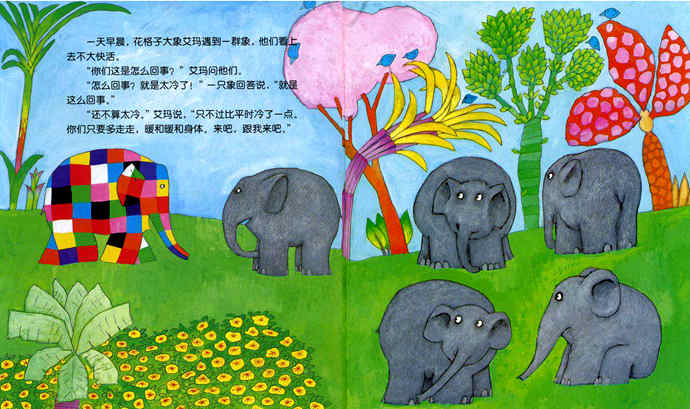 一天早晨，花格子大象艾玛遇到一群象，他们看上
去不大快活。
“你们这是怎么回事？”艾玛问他们。
“怎么回事？就是太冷了！”一只象回答说，“就是
这么回事。”
“还不算太冷，”艾玛说，“只不过比平时冷了一点。
你们只要多走走，暖和暖和身体。来吧，跟我来吧。”